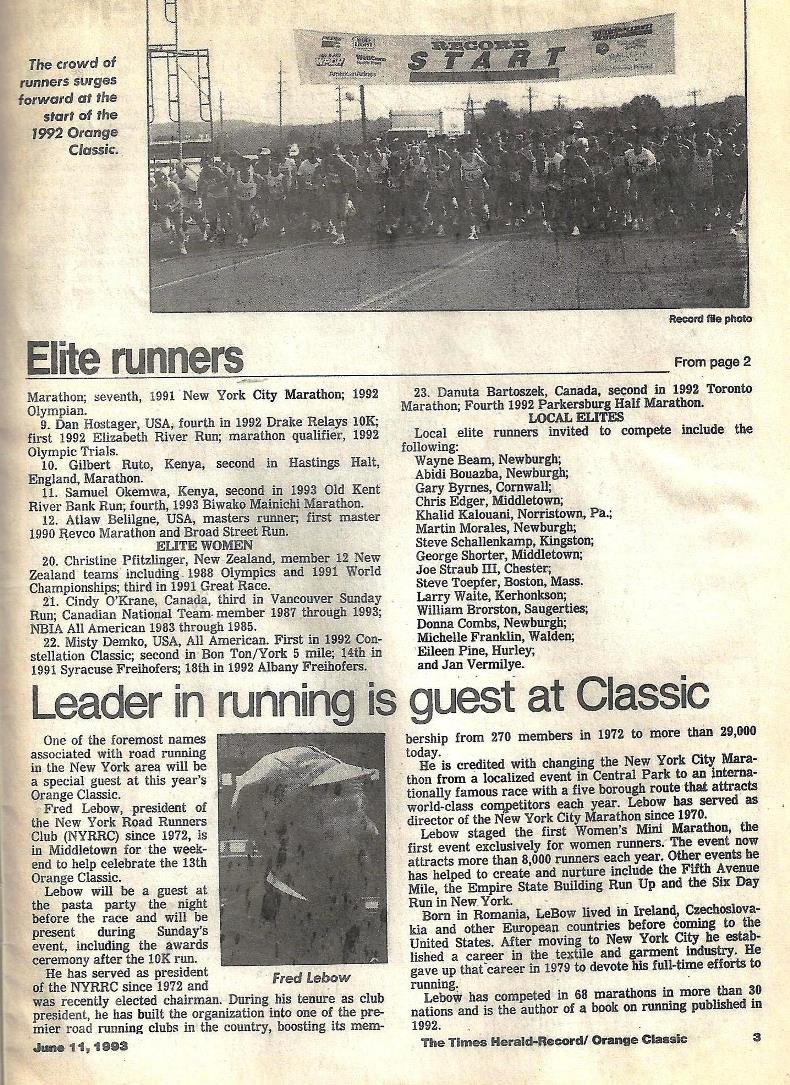 The crowd of
runners surges
forward at the
start of the
1992 Orange
Classic.
RECORD
START
American Airlines
Record file photo
Elite runners
From page 2
Marathon; seventh, 1991 New York City Marathon; 1992
Olympian.
9. Dan Hostager, USA, fourth in 1992 Drake Relays 10K;
first 1992 Elizabeth River Run; marathon qualifier, 1992
Olympic Trials.
10. Gilbert Ruto, Kenya, second in Hastings Halt,
England, Marathon.
11. Samuel Okemwa, Kenya, second in 1993 Old Kent
River Bank Run; fourth, 1993 Biwako Mainichi Marathon.
12. Atlaw Belilgne, USA, masters runner; first master
1990 Revco Marathon and Broad Street Run.
ELITE WOMEN
20. Christine Pfitzlinger, New Zealand, member 12 New
Zealand teams including 1988 Olympics and 1991 World
Championships; third in 1991 Great Race.
21. Cindy O'Krane, Canada, third in Vancouver Sunday
Run; Canadian National Team member 1987 through 1993;
NBIA All American 1983 through 1985.
22. Misty Demko, USA, All American. First in 1992 Con-
stellation Classic; second in Bon Ton/York 5 mile; 14th in
1991 Syracuse Freihofers; 18th in 1992 Albany Freihofers.
23. Danuta Bartoszek, Canada, second in 1992 Toronto
Marathon; Fourth 1992 Parkersburg Half Marathon.
LOCAL ELITES
Local elite runners invited to compete include the
following:
Wayne Beam, Newburgh;
Abidi Bouazba, Newburgh;
Gary Byrnes, Cornwall;
Chris Edger, Middletown;
Khalid Kalouani, Norristown, Pa.;
Martin Morales, Newburgh;
Steve Schallenkamp, Kingston;
George Shorter, Middletown;
Joe Straub III, Chester;
Steve Toepfer, Boston, Mass.
Larry Waite, Kerhonkson;
William Brorston, Saugerties;
Donna Combs, Newburgh;
Michelle Franklin, Walden;
Eileen Pine, Hurley;
and Jan Vermilye.
Leader in running is guest at Classic
One of the foremost names
associated with road running
in the New York area will be
a special guest at this year's
Orange Classic.
Fred Lebow, president of
the New York Road Runners
Club (NYRRC) since 1972, is
in Middletown for the week-
end to help celebrate the 13th
Orange Classic.
Lebow will be a guest at
the pasta party the night
before the race and will be
present during Sunday's
event, including the awards
ceremony after the 10K run.
He has served as president
of the NYRRC since 1972 and
was recently elected chairman. During his tenure as club
president, he has built the organization into one of the pre-
mier road running clubs in the country, boosting its mem-
Fred Lebow
bership from 270 members in 1972 to more than 29,000
today.
He is credited with changing the New York City Mara-
thon from a localized event in Central Park to an interna-
tionally famous race with a five borough route that attracts
world-class competitors each year. Lebow has served as
director of the New York City Marathon since 1970.
Lebow staged the first Women's Mini Marathon, the
first event exclusively for women runners. The event now
attracts more than 8,000 runners each year. Other events he
has helped to create and nurture include the Fifth Avenue
Mile, the Empire State Building Run Up and the Six Day
Run in New York.
Born in Romania, LeBow lived in Ireland, Czechoslova-
kia and other European countries before coming to the
United States. After moving to New York City he estab-
lished a career in the textile and garment industry. He
gave up that career in 1979 to devote his full-time efforts to
running.
Lebow has competed in 68 marathons in more than 30
nations and is the author of a book on running published in
1992.
June 11, 1993
The Times Herald-Record/ Orange Classic
3